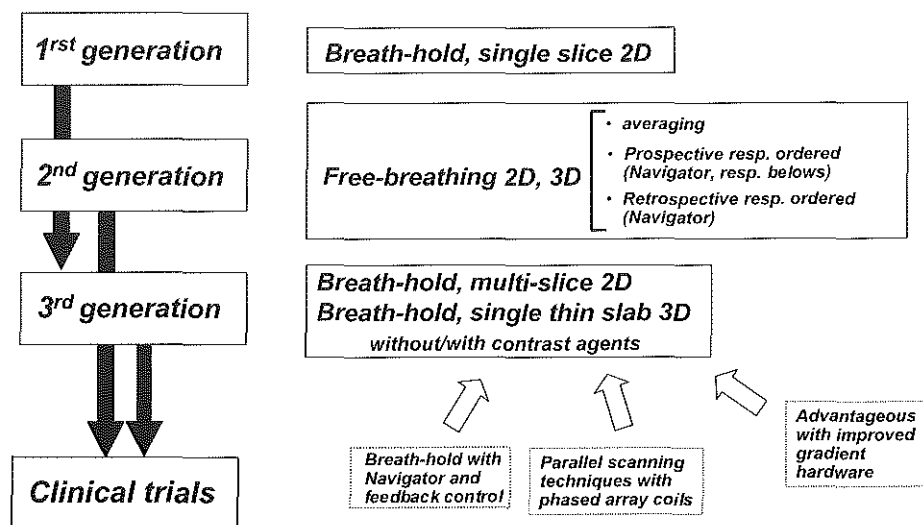 1rst generation
Breath-hold, single slice 2D
2nd generation
Free-breathing 2D, 3D
• averaging
• Prospective resp. ordered
(Navigator, resp. belows)
• Retrospective resp. ordered
(Navigator)
3rd generation
Breath-hold, multi-slice 2D
Breath-hold, single thin slab 3D
without/with contrast agents
Breath-hold with
Navigator and
feedback control
Parallel scanning
techniques with
phased array coils
Advantageous
with improved
gradient
hardware
Clinical trials